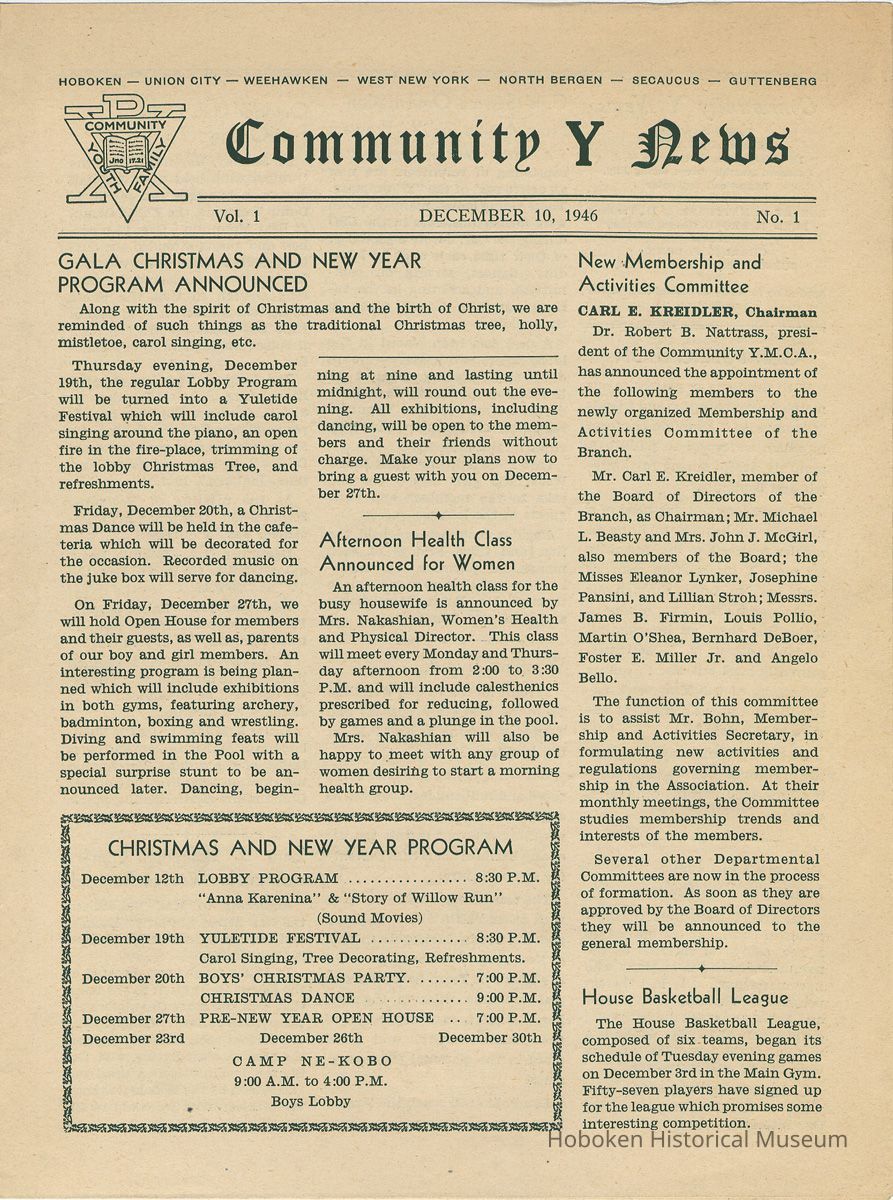 HOBOKEN — UNION CITY — WEEHAWKEN — WEST NEW YORK — NORTH BERGEN — SECAUCUS — GUTTENBERG
COMMUNITY
YOUTH
FAMILY
Jno 17.21
Community Y News
Vol. 1 DECEMBER 10, 1946 No. 1
GALA CHRISTMAS AND NEW YEAR
PROGRAM ANNOUNCED
Along with the spirit of Christmas and the birth of Christ, we are
reminded of such things as the traditional Christmas tree, holly,
mistletoe, carol singing, etc.
Thursday evening, December
19th, the regular Lobby Program
will be turned into a Yuletide
Festival which will include carol
singing around the piano, an open
fire in the fire-place, trimming of
the lobby Christmas Tree, and
refreshments.
Friday, December 20th, a Christ-
mas Dance will be held in the cafe-
teria which will be decorated for
the occasion. Recorded music on
the juke box will serve for dancing.
On Friday, December 27th, we
will hold Open House for members
and their guests, as well as, parents
of our boy and girl members. An
interesting program is being plan-
ned which will include exhibitions
in both gyms, featuring archery,
badminton, boxing and wrestling.
Diving and swimming feats will
be performed in the Pool with a
special surprise stunt to be an-
nounced later. Dancing, begin-
ning at nine and lasting until
midnight, will round out the eve-
ning. All exhibitions, including
dancing, will be open to the mem-
bers and their friends without
charge. Make your plans now to
bring a guest with you on Decem-
ber 27th.
Afternoon Health Class
Announced for Women
An afternoon health class for the
busy housewife is announced by
Mrs. Nakashian, Women's Health
and Physical Director. This class
will meet every Monday and Thurs-
day afternoon from 2:00 to 3:30
P.M. and will include calesthenics
prescribed for reducing, followed
by games and a plunge in the pool.
Mrs. Nakashian will also be
happy to meet with any group of
women desiring to start a morning
health group.
New Membership and
Activities Committee
CARL E. KREIDLER, Chairman
Dr. Robert B. Nattrass, presi-
dent of the Community Y.M.C.A.,
has announced the appointment of
the following members to the
newly organized Membership and
Activities Committee of the
Branch.
Mr. Carl E. Kreidler, member of
the Board of Directors of the
Branch, as Chairman; Mr. Michael
L. Beasty and Mrs. John J. McGirl,
also members of the Board; the
Misses Eleanor Lynker, Josephine
Pansini, and Lillian Stroh; Messrs.
James B. Firmin, Louis Pollio,
Martin O'Shea, Bernhard DeBoer,
Foster E. Miller Jr. and Angelo
Bello.
The function of this committee
is to assist Mr. Bohn, Member-
ship and Activities Secretary, in
formulating new activities and
regulations governing member-
ship in the Association. At their
monthly meetings, the Committee
studies membership trends and
interests of the members.
Several other Departmental
Committees are now in the process
of formation. As soon as they are
approved by the Board of Directors
they will be announced to the
general membership.
House Basketball League
The House Basketball League,
composed of six teams, began its
schedule of Tuesday evening games
on December 3rd in the Main Gym.
Fifty-seven players have signed up
for the league which promises some
interesting competition.
CHRISTMAS AND NEW YEAR PROGRAM
December 12th LOBBY PROGRAM ................. 8:30 P.M.
"Anna Karenina" & "Story of Willow Run"
(Sound Movies)
December 19th YULETIDE FESTIVAL .............. 8:30 P.M.
Carol Singing, Tree Decorating, Refreshments.
December 20th BOYS' CHRISTMAS PARTY. ....... 7:00 P.M.
CHRISTMAS DANCE .............. 9:00 P.M.
December 27th PRE-NEW YEAR OPEN HOUSE .. 7:00 P.M.
December 23rd December 26th December 30th
CAMP NE-KOBO
9:00 A.M. to 4:00 P.M.
Boys Lobby
Hoboken Historical Museum